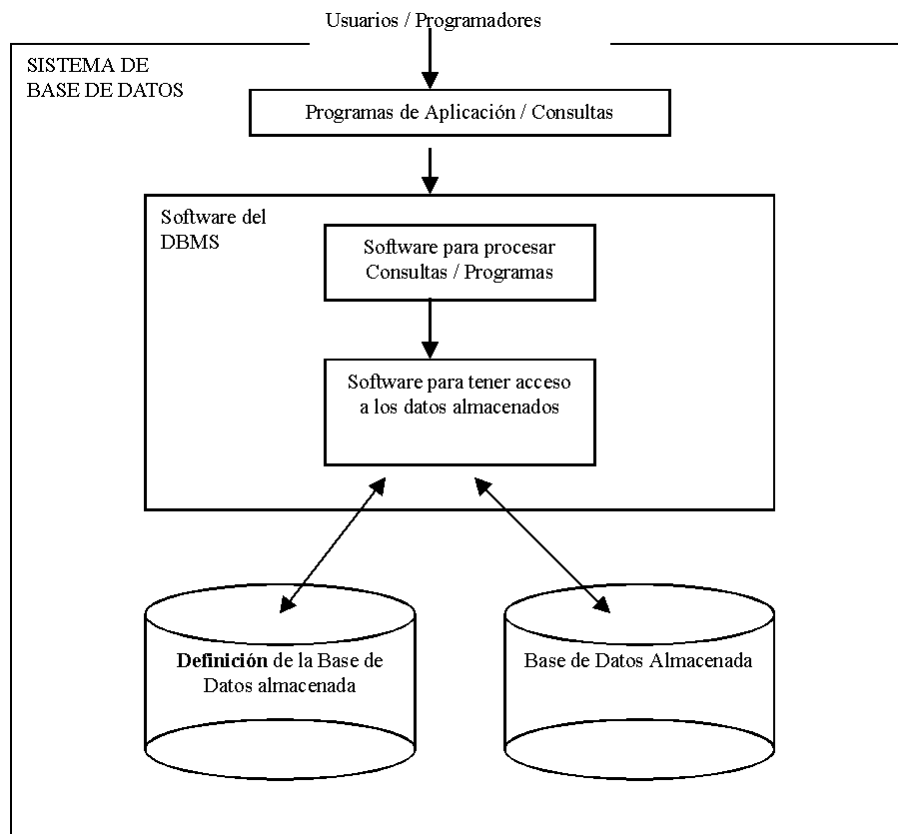 Usuarios / Programadores
SISTEMA DE
BASE DE DATOS
Programas de Aplicación / Consultas
Software del
DBMS
Software para procesar
Consultas / Programas
Software para tener acceso
a los datos almacenados
Definición de la Base de
Datos almacenada
Base de Datos Almacenada